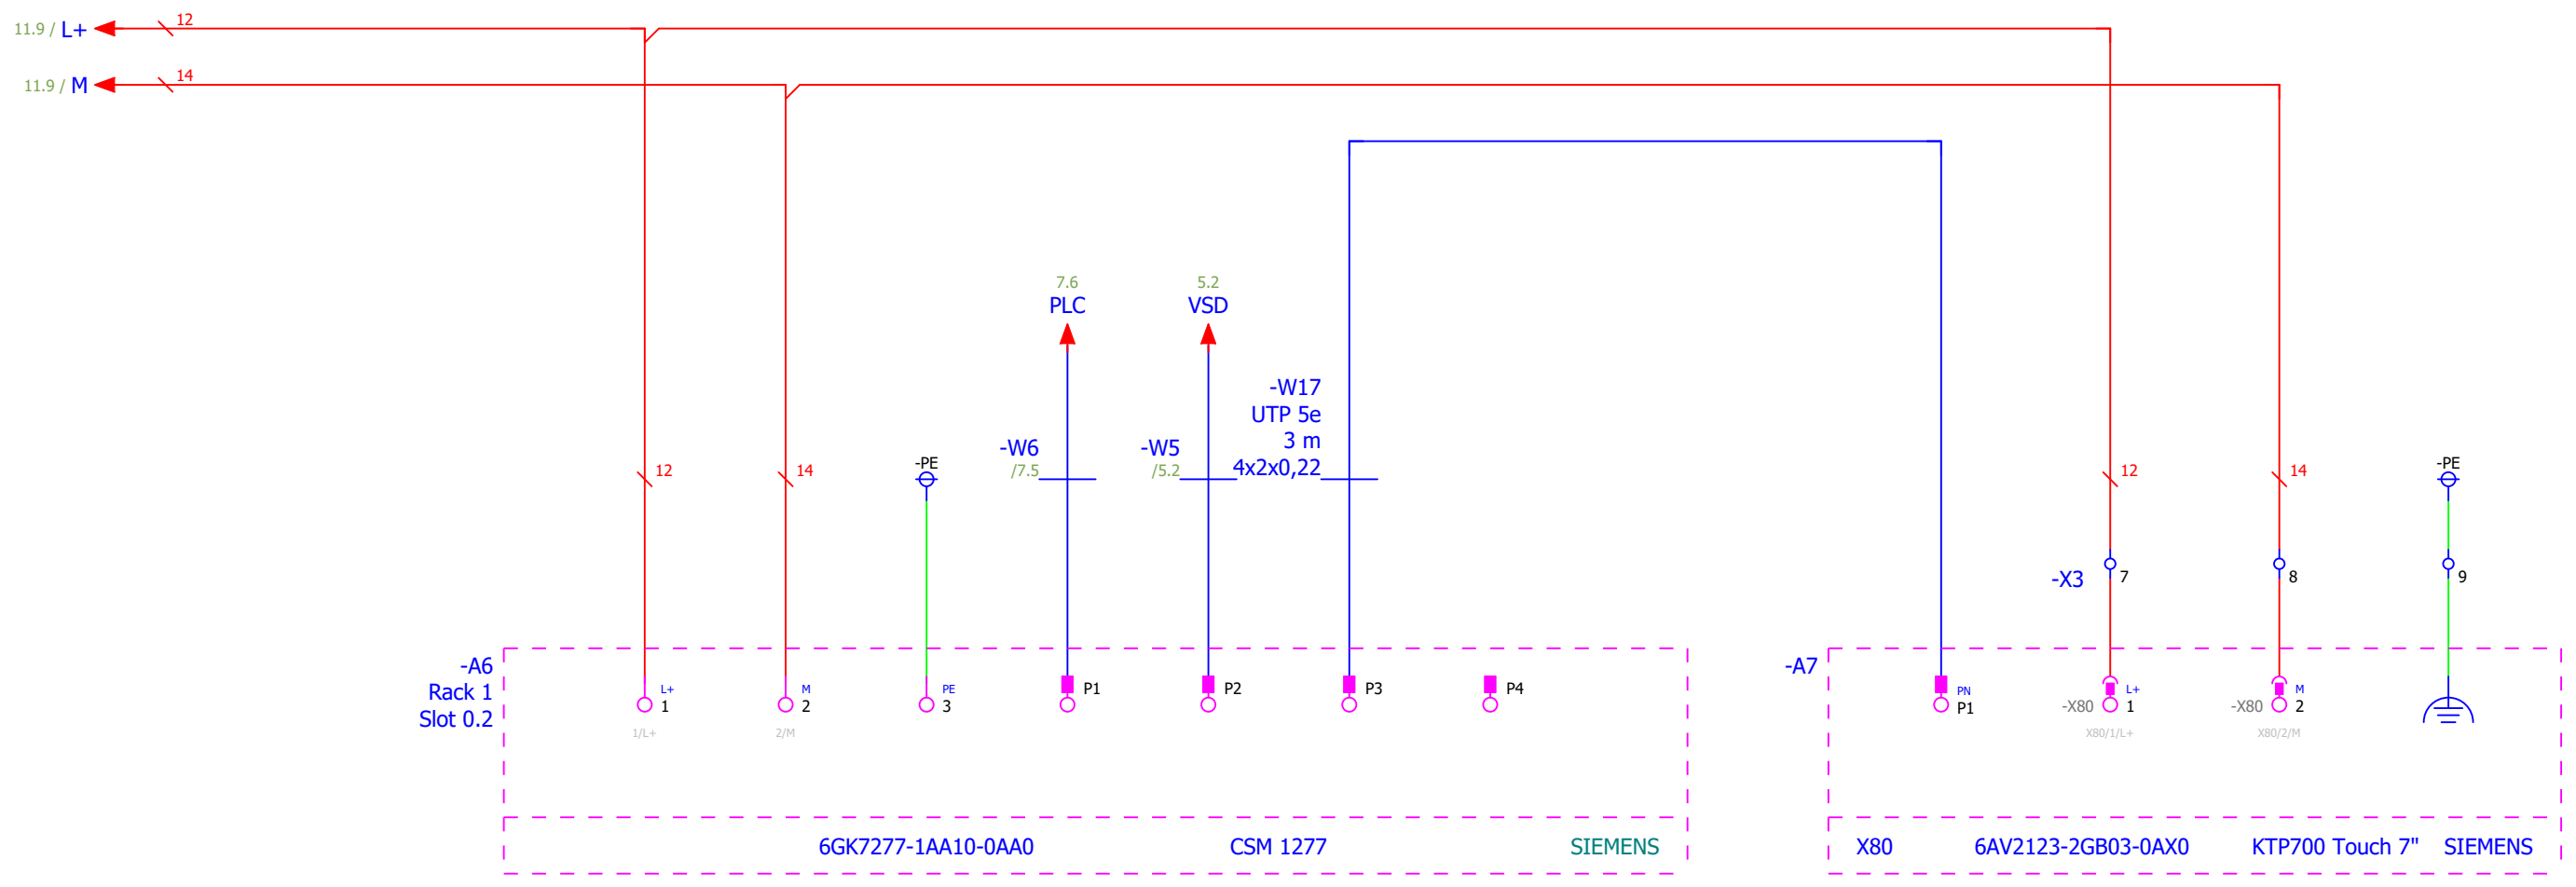 11.9 / L+
12
11.9 / M
14
7.6
PLC
5.2
VSD
-W17
UTP 5e
3 m
4x2x0,22
-W6
/7.5
-W5
/5.2
12
14
-PE
12
14
-PE
-X3
7
8
9
-A6
Rack 1
Slot 0.2
L+
1
1/L+
M
2
2/M
PE
3
P1
P2
P3
P4
-A7
PN
P1
-X80
L+
1
X80/1/L+
-X80
M
2
X80/2/M
6GK7277-1AA10-0AA0 CSM 1277 SIEMENS
X80 6AV2123-2GB03-0AX0 KTP700 Touch 7" SIEMENS